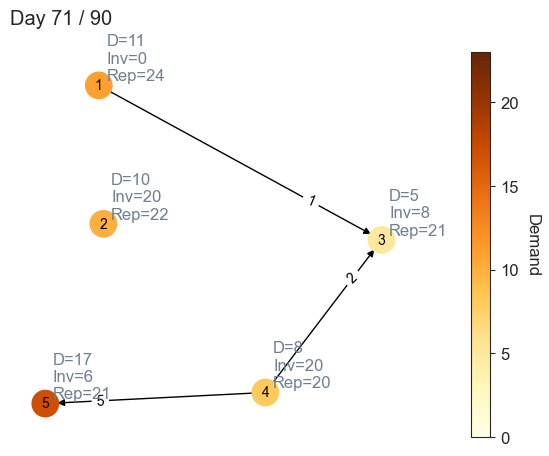 Day 71 / 90
D=11
Inv=0
Rep=24
1
D=10
Inv=20
Rep=22
2
1
D=5
Inv=8
Rep=21
3
2
D=8
Inv=20
Rep=20
4
D=17
Inv=6
Rep=21
5
5
20
15
10
5
0
Demand